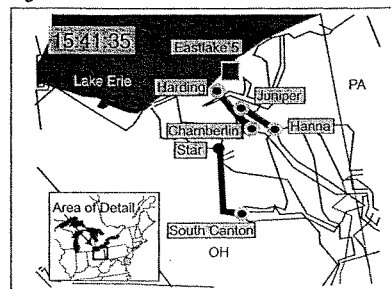 15:41:35
Eastlake 5
Lake Erie
Harding
Juniper
PA
Chamberlin
Hanna
Star
Area of Detail
South Canton
OH